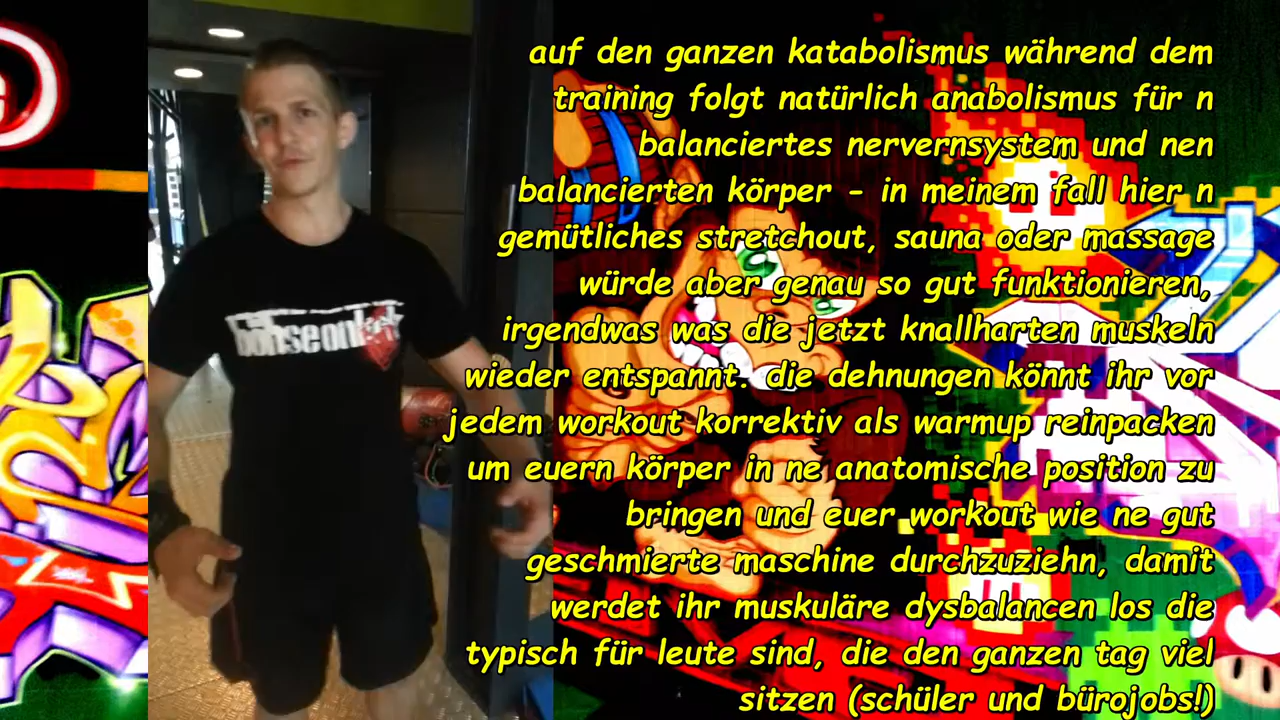 auf den ganzen katabolismus während dem
training folgt natürlich anabolismus für n
balanciertes nervernsystem und nen
balancierten körper - in meinem fall hier n
gemütliches stretchout, sauna oder massage
würde aber genau so gut funktionieren,
irgendwas was die jetzt knallharten muskeln
wieder entspannt. die dehnungen könnt ihr vor
jedem workout korrektiv als warmup reinpacken
um euern körper in ne anatomische position zu
bringen und euer workout wie ne gut
geschmierte maschine durchzuziehn, damit
werdet ihr muskuläre dysbalancen los die
typisch für leute sind, die den ganzen tag viel
sitzen (schüler und bürojobs!)